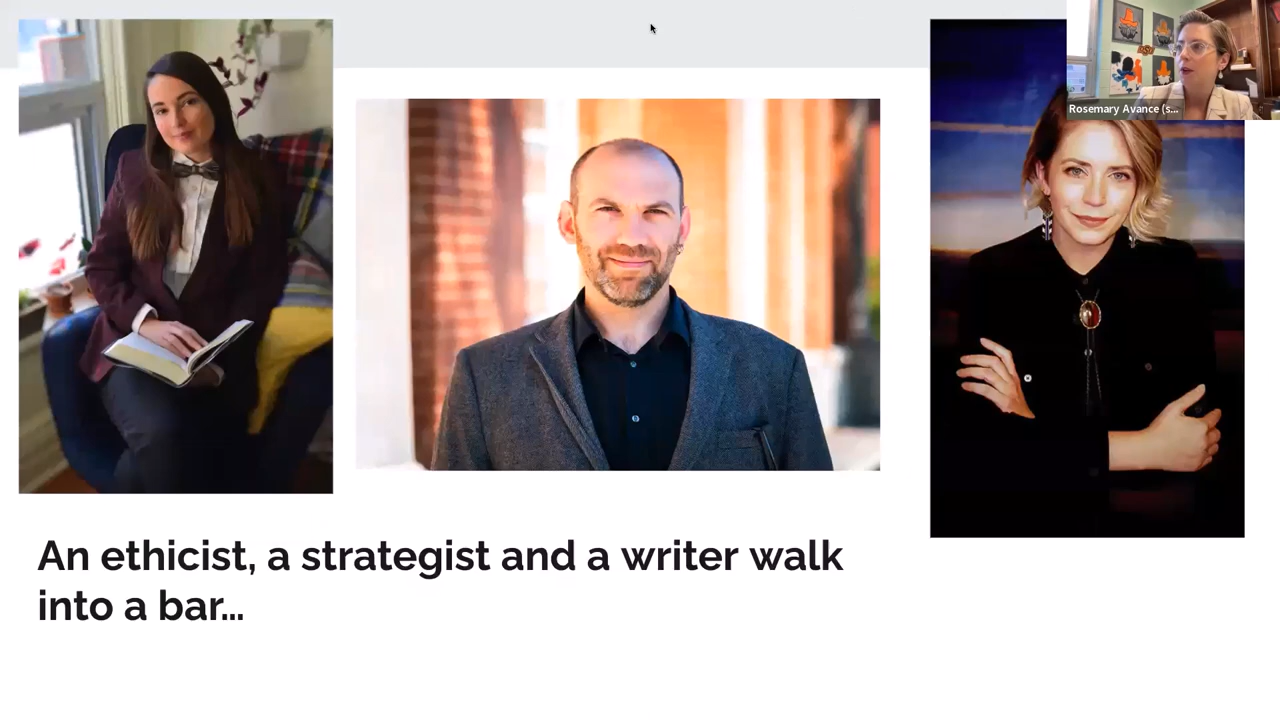 Rosemary Avance (s...
An ethicist, a strategist and a writer walk
into a bar...